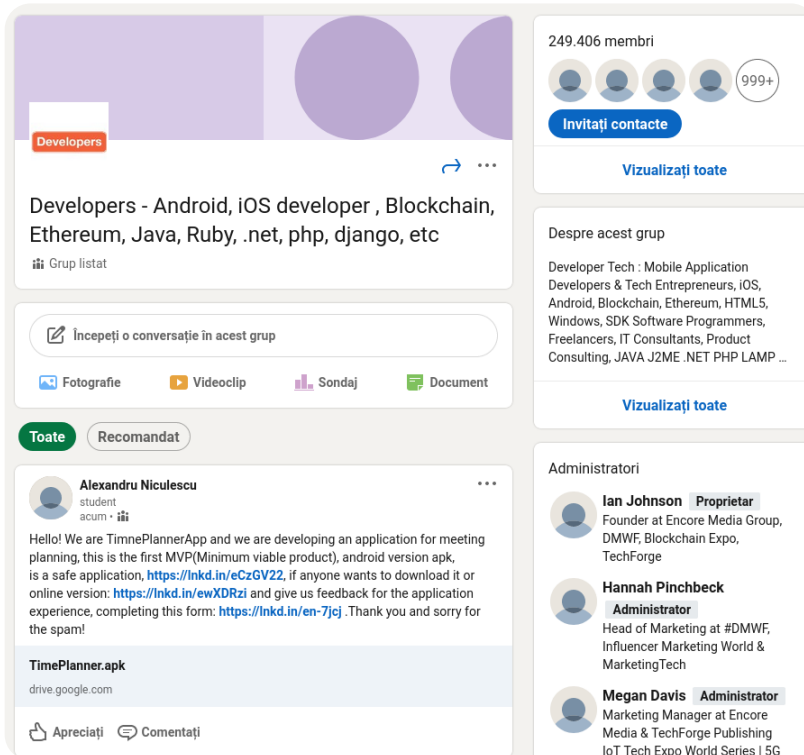 Developers
Developers - Android, iOS developer , Blockchain,
Ethereum, Java, Ruby, .net, php, django, etc
Grup listat
Începeți o conversație în acest grup
Fotografie
Videoclip
Sondaj
Document
Toate
Recomandat
Alexandru Niculescu
student
acum •
Hello! We are TimnePlannerApp and we are developing an application for meeting
planning, this is the first MVP(Minimum viable product), android version apk,
is a safe application, https://lnkd.in/eCzGV22, if anyone wants to download it or
online version: https://lnkd.in/ewXDRzi and give us feedback for the application
experience, completing this form: https://lnkd.in/en-7jcj .Thank you and sorry for
the spam!
TimePlanner.apk
drive.google.com
Apreciați
Comentați
249.406 membri
999+
Invitați contacte
Vizualizați toate
Despre acest grup
Developer Tech : Mobile Application
Developers & Tech Entrepreneurs, iOS,
Android, Blockchain, Ethereum, HTML5,
Windows, SDK Software Programmers,
Freelancers, IT Consultants, Product
Consulting, JAVA J2ME .NET PHP LAMP ...
Vizualizați toate
Administratori
Ian Johnson Proprietar
Founder at Encore Media Group,
DMWF, Blockchain Expo,
TechForge
Hannah Pinchbeck
Administrator
Head of Marketing at #DMWF,
Influencer Marketing World &
MarketingTech
Megan Davis Administrator
Marketing Manager at Encore
Media & TechForge Publishing
IoT Tech Expo World Series | 5G